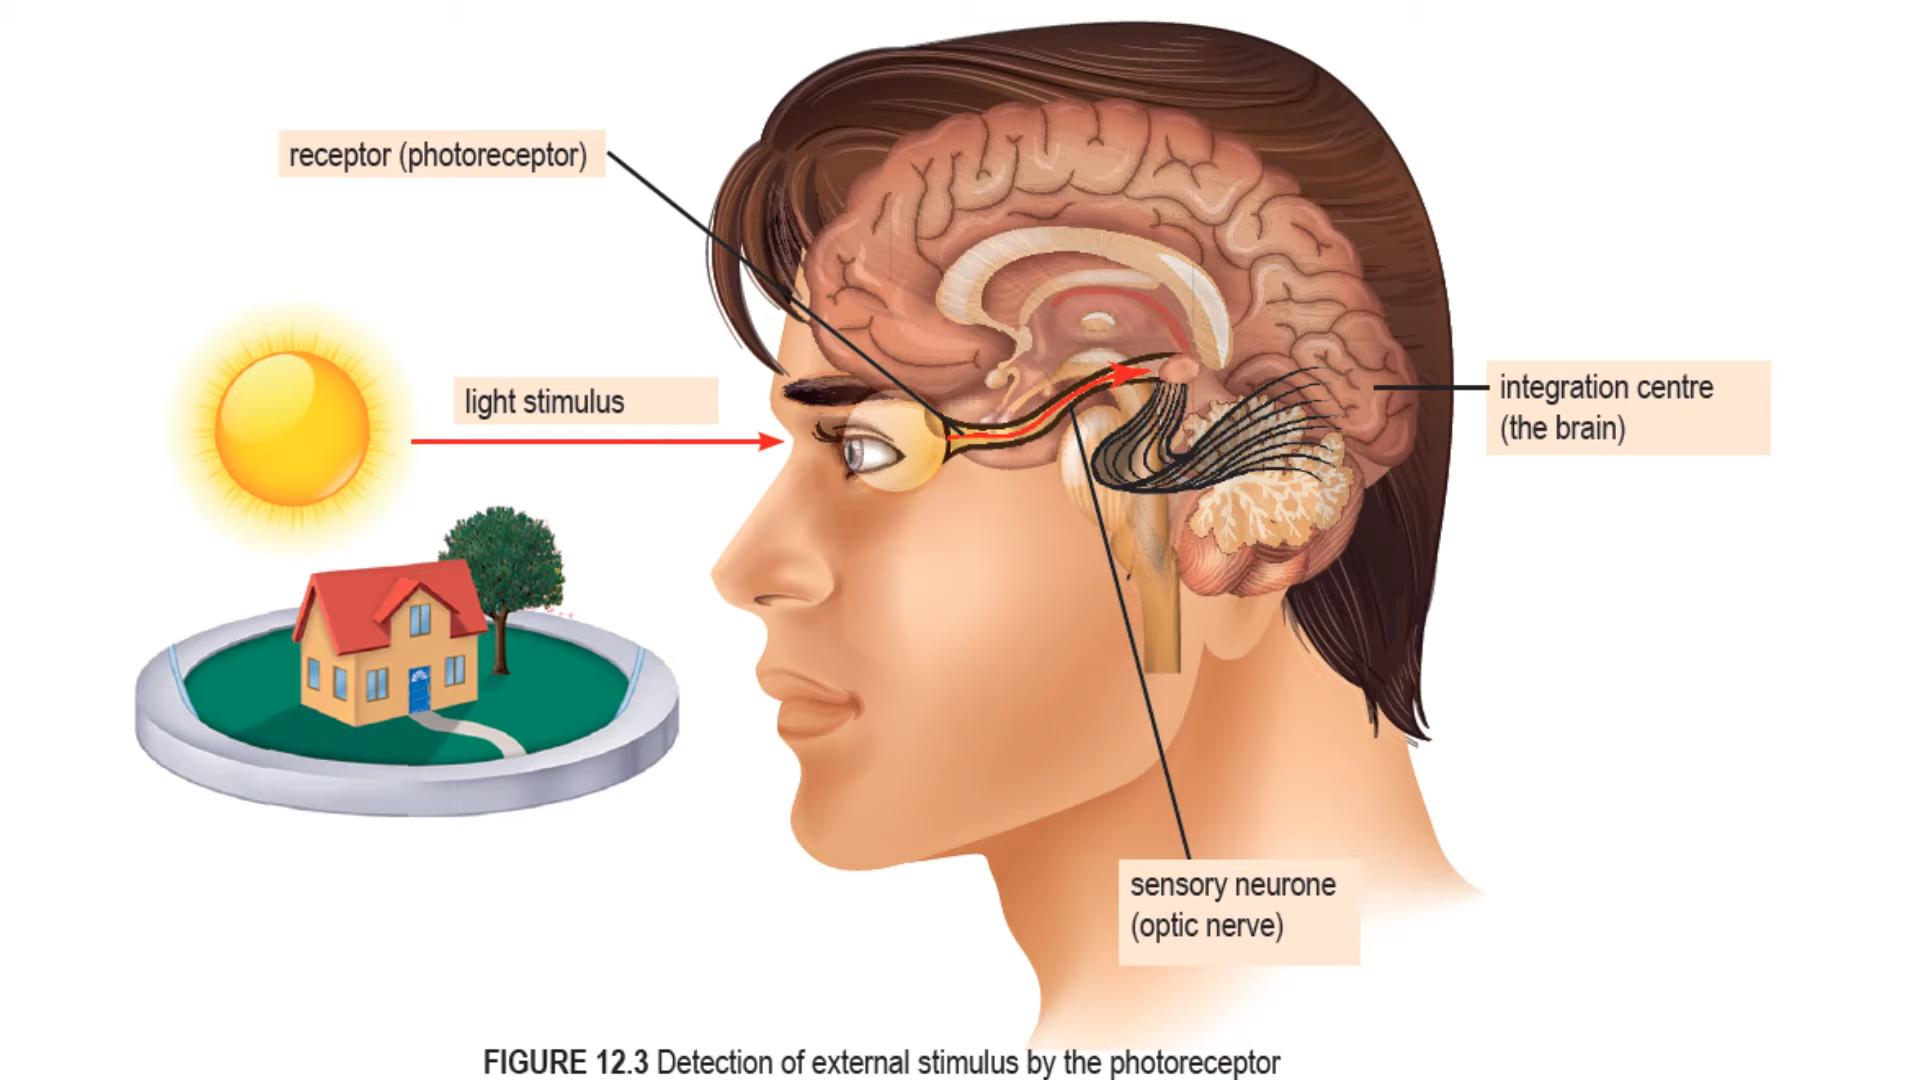 receptor (photoreceptor)
light stimulus
integration centre
(the brain)
sensory neurone
(optic nerve)
FIGURE 12.3 Detection of external stimulus by the photoreceptor